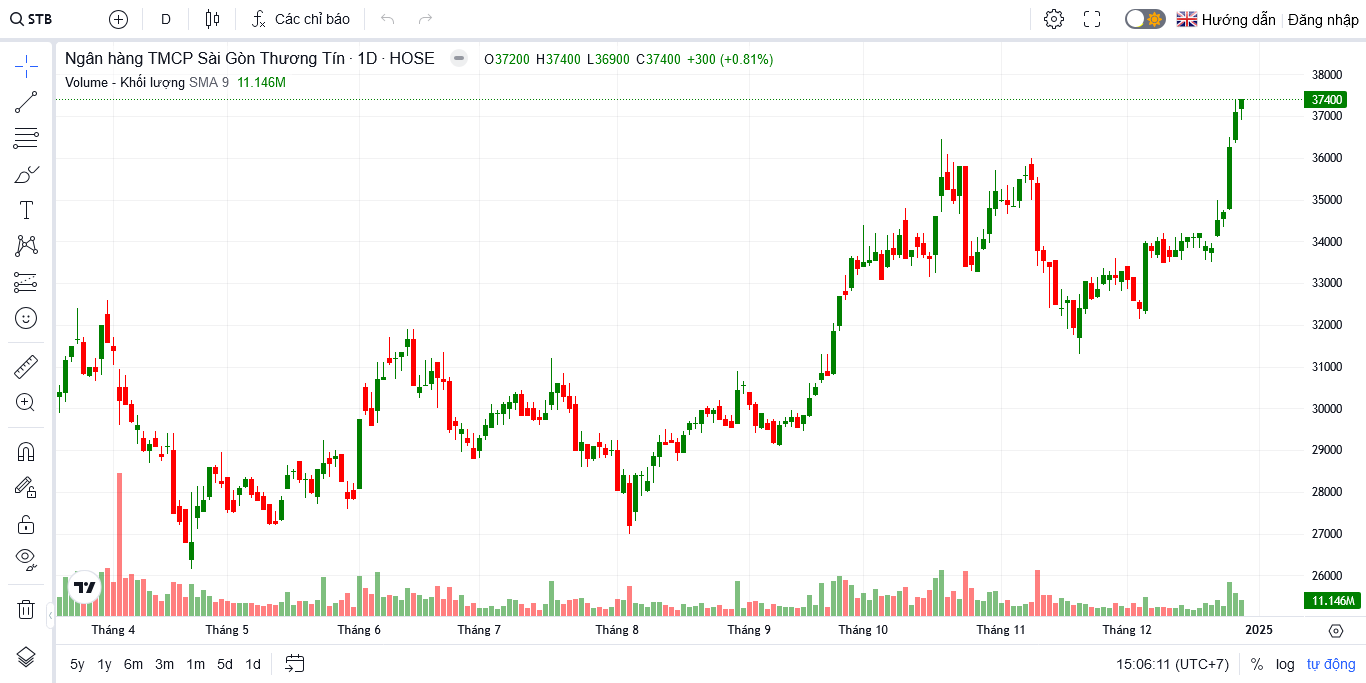 STB D Các chỉ báo Hướng dẫn Đăng nhập
Ngân hàng TMCP Sài Gòn Thương Tín · 1D · HOSE O37200 H37400 L36900 C37400 +300 (+0.81%)
Volume - Khối lượng SMA 9 11.146M
38000
37400
37000
36000
35000
34000
33000
32000
31000
30000
29000
28000
27000
26000
11.146M
Tháng 4 Tháng 5 Tháng 6 Tháng 7 Tháng 8 Tháng 9 Tháng 10 Tháng 11 Tháng 12 2025
5y 1y 6m 3m 1m 5d 1d 15:06:11 (UTC+7) % log tự động